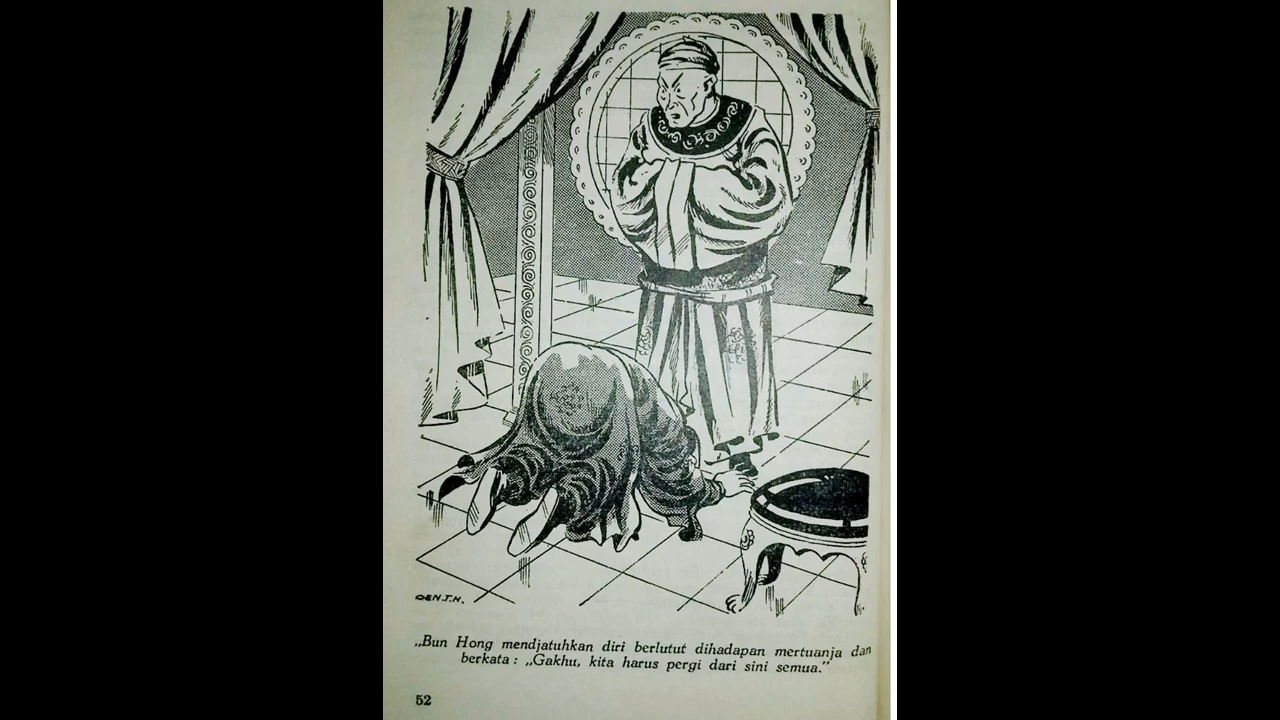 OEN.T.H.
„Bun Hong mendjatuhkan diri berlutut dihadapan mertuanja dan
berkata : „Gakhu, kita harus pergi dari sini semua.”
52